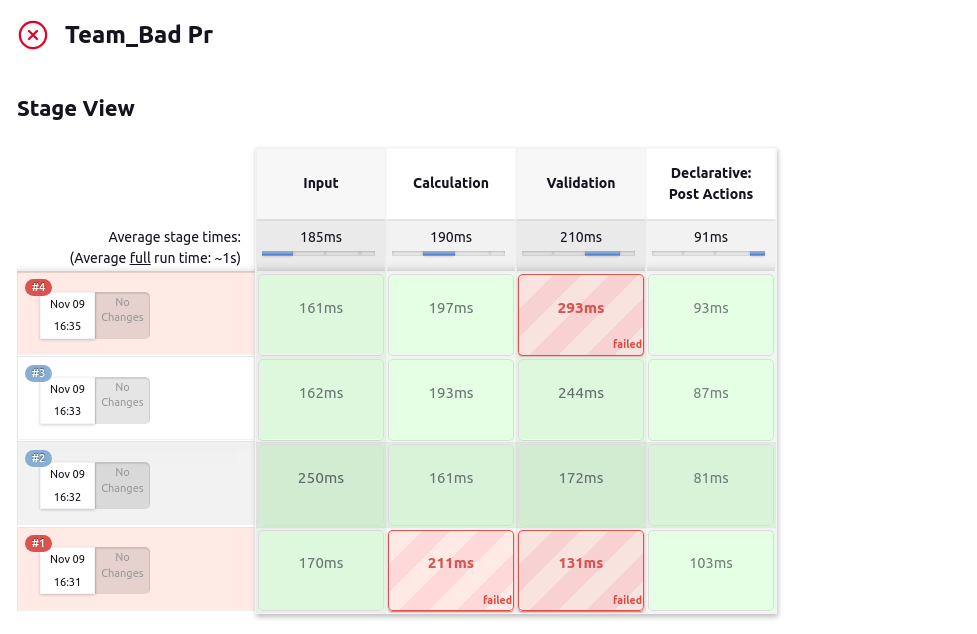 Team_Bad Pr
Stage View
Input
Calculation
Validation
Declarative:
Post Actions
Average stage times:
(Average full run time: ~1s)
185ms
190ms
210ms
91ms
#4
Nov 09
16:35
No
Changes
161ms
197ms
293ms
failed
93ms
#3
Nov 09
16:33
No
Changes
162ms
193ms
244ms
87ms
#2
Nov 09
16:32
No
Changes
250ms
161ms
172ms
81ms
#1
Nov 09
16:31
No
Changes
170ms
211ms
failed
131ms
failed
103ms